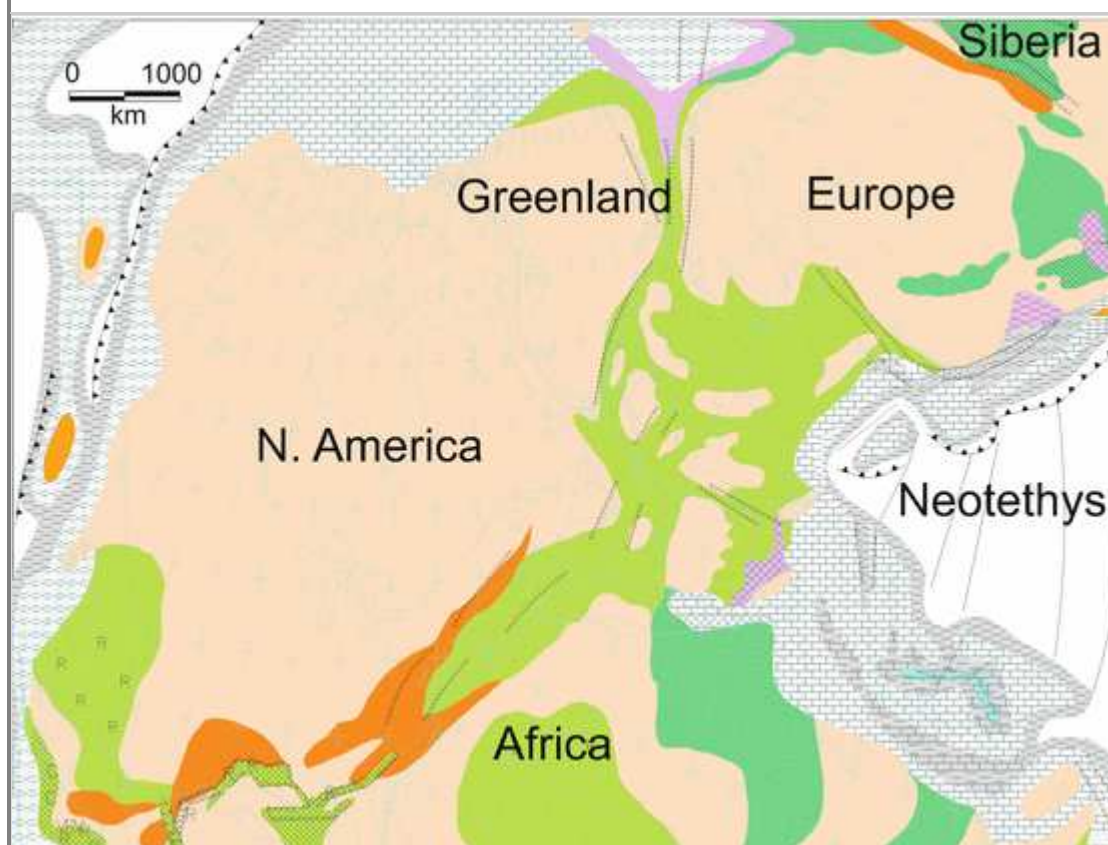 Siberia
0 1000
km
Greenland
Europe
N. America
Neotethys
R
R
R
R
R
Africa